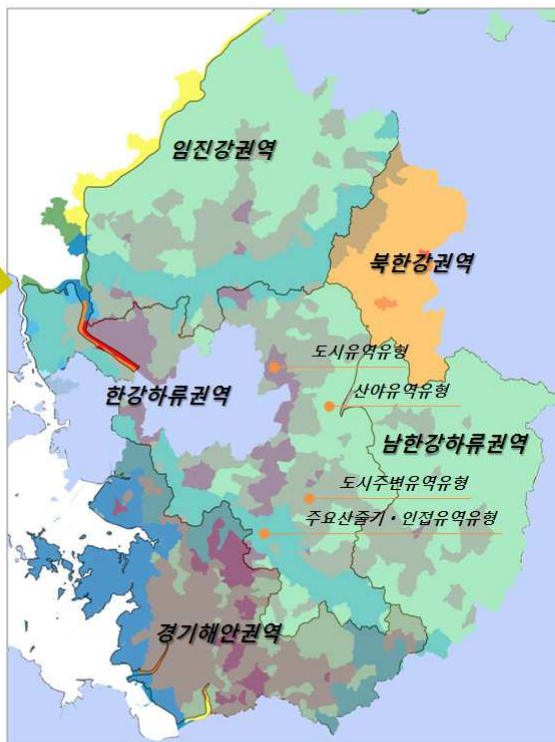 임진강권역
북한강권역
도시유역유형
한강하류권역
산야유역유형
남한강하류권역
도시주변유역유형
주요산줄기·인접유역유형
경기해안권역